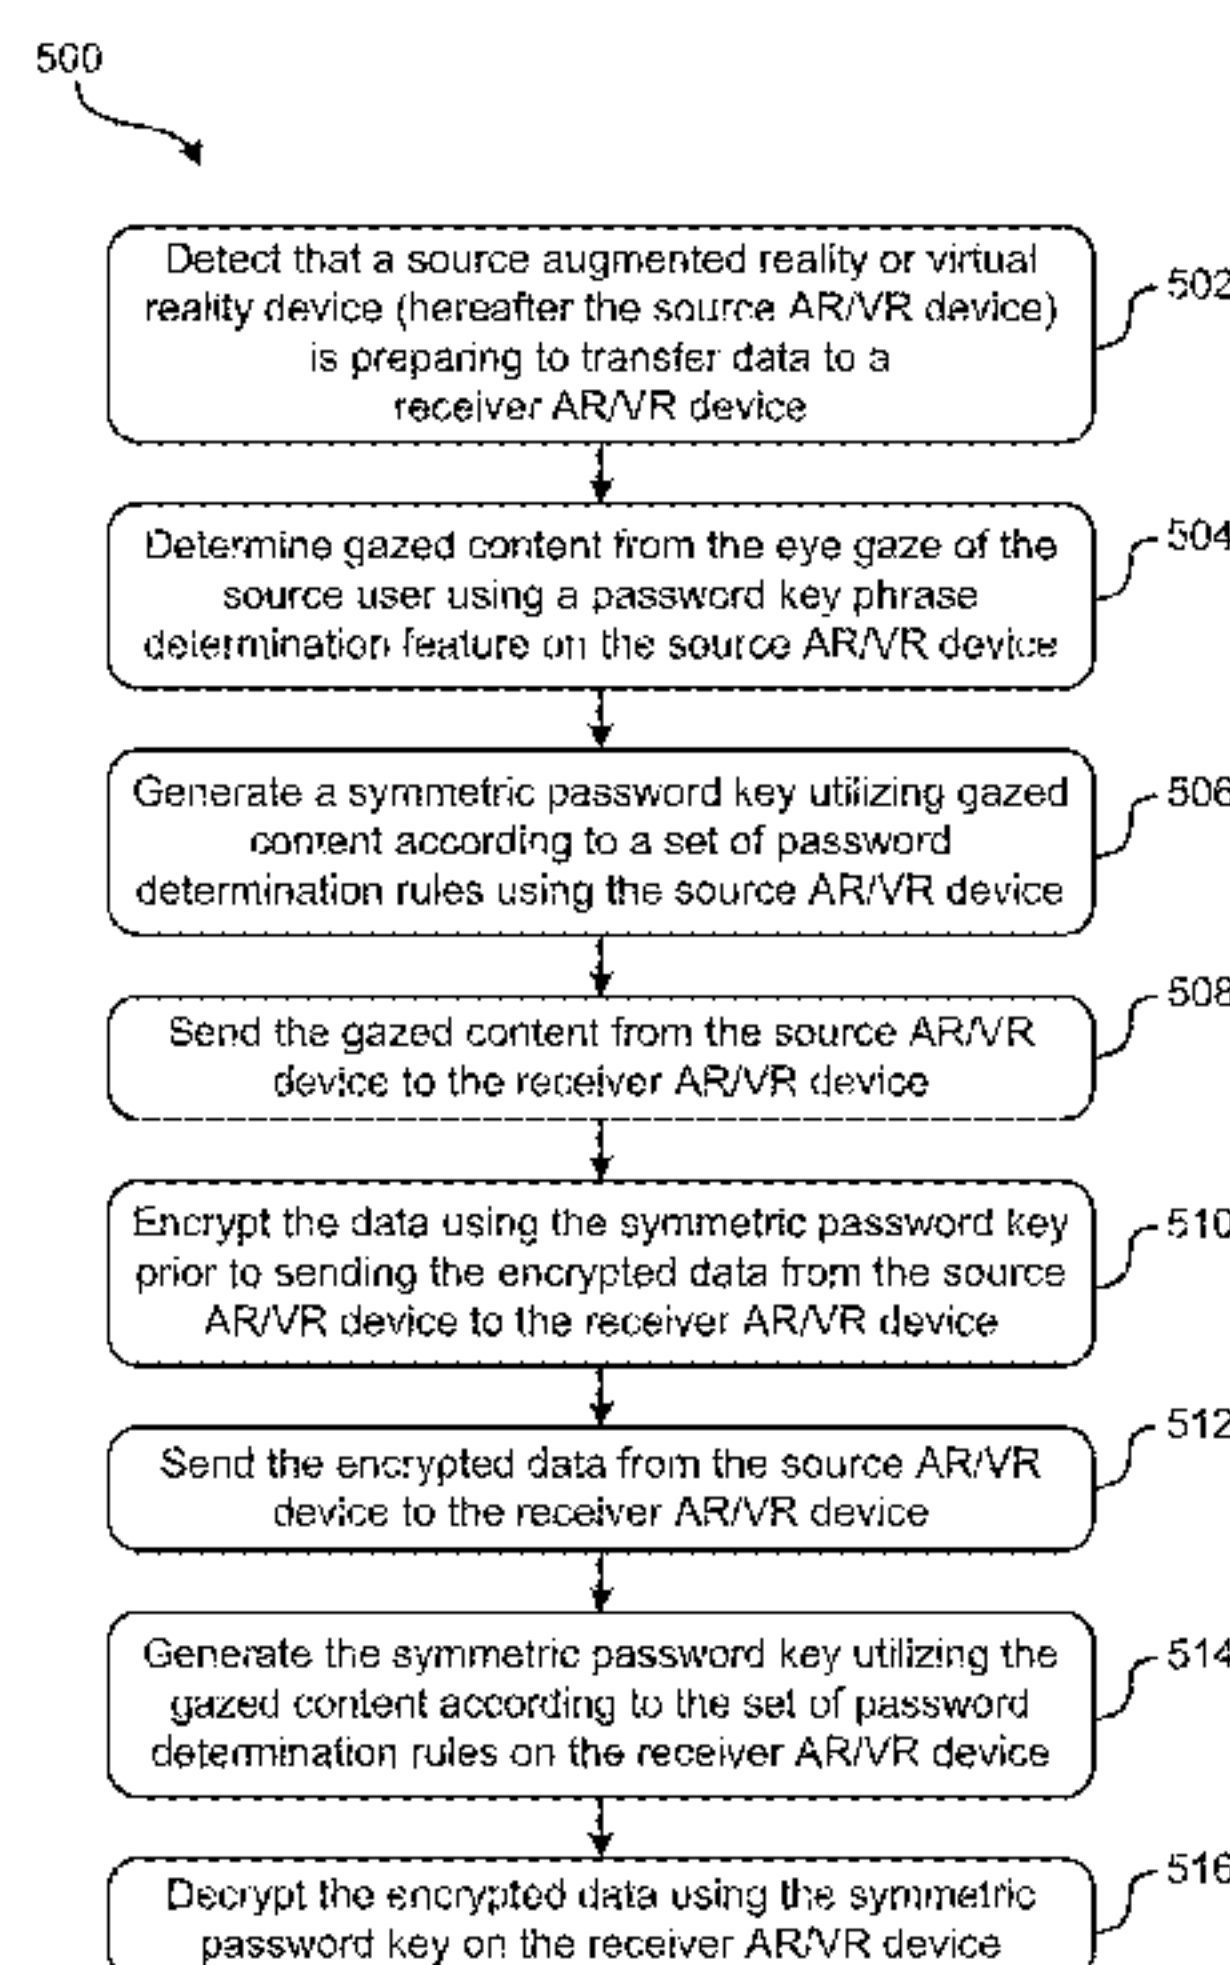 500
Detect that a source augmented reality or virtual
reality device (hereafter the source AR/VR device)
is preparing to transfer data to a
receiver AR/VR device
502
Determine gazed content from the eye gaze of the
source user using a password key phrase
determination feature on the source AR/VR device
504
Generate a symmetric password key utilizing gazed
content according to a set of password
determination rules using the source AR/VR device
506
Send the gazed content from the source AR/VR
device to the receiver AR/VR device
508
Encrypt the data using the symmetric password key
prior to sending the encrypted data from the source
AR/VR device to the receiver AR/VR device
510
Send the encrypted data from the source AR/VR
device to the receiver AR/VR device
512
Generate the symmetric password key utilizing the
gazed content according to the set of password
determination rules on the receiver AR/VR device
514
Decrypt the encrypted data using the symmetric
password key on the receiver AR/VR device
516